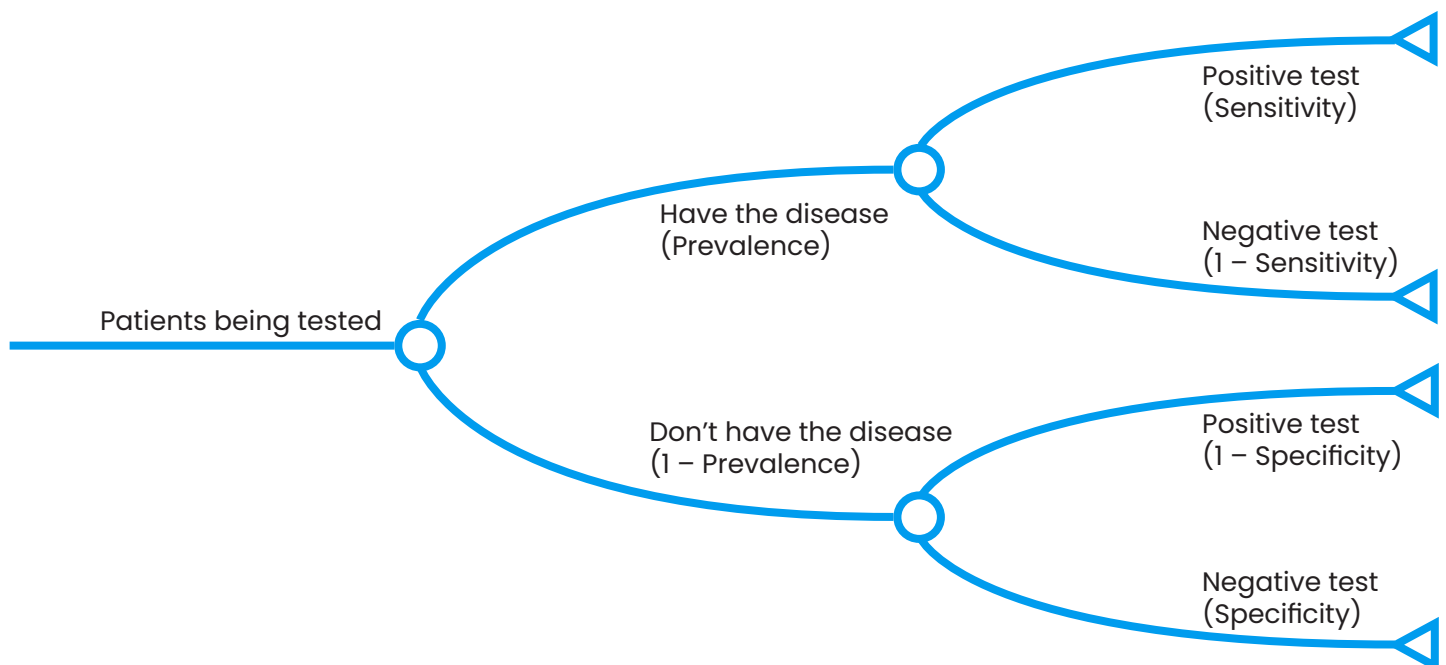 Positive test
(Sensitivity)
Have the disease
(Prevalence)
Negative test
(1 – Sensitivity)
Patients being tested
Don’t have the disease
(1 – Prevalence)
Positive test
(1 – Specificity)
Negative test
(Specificity)